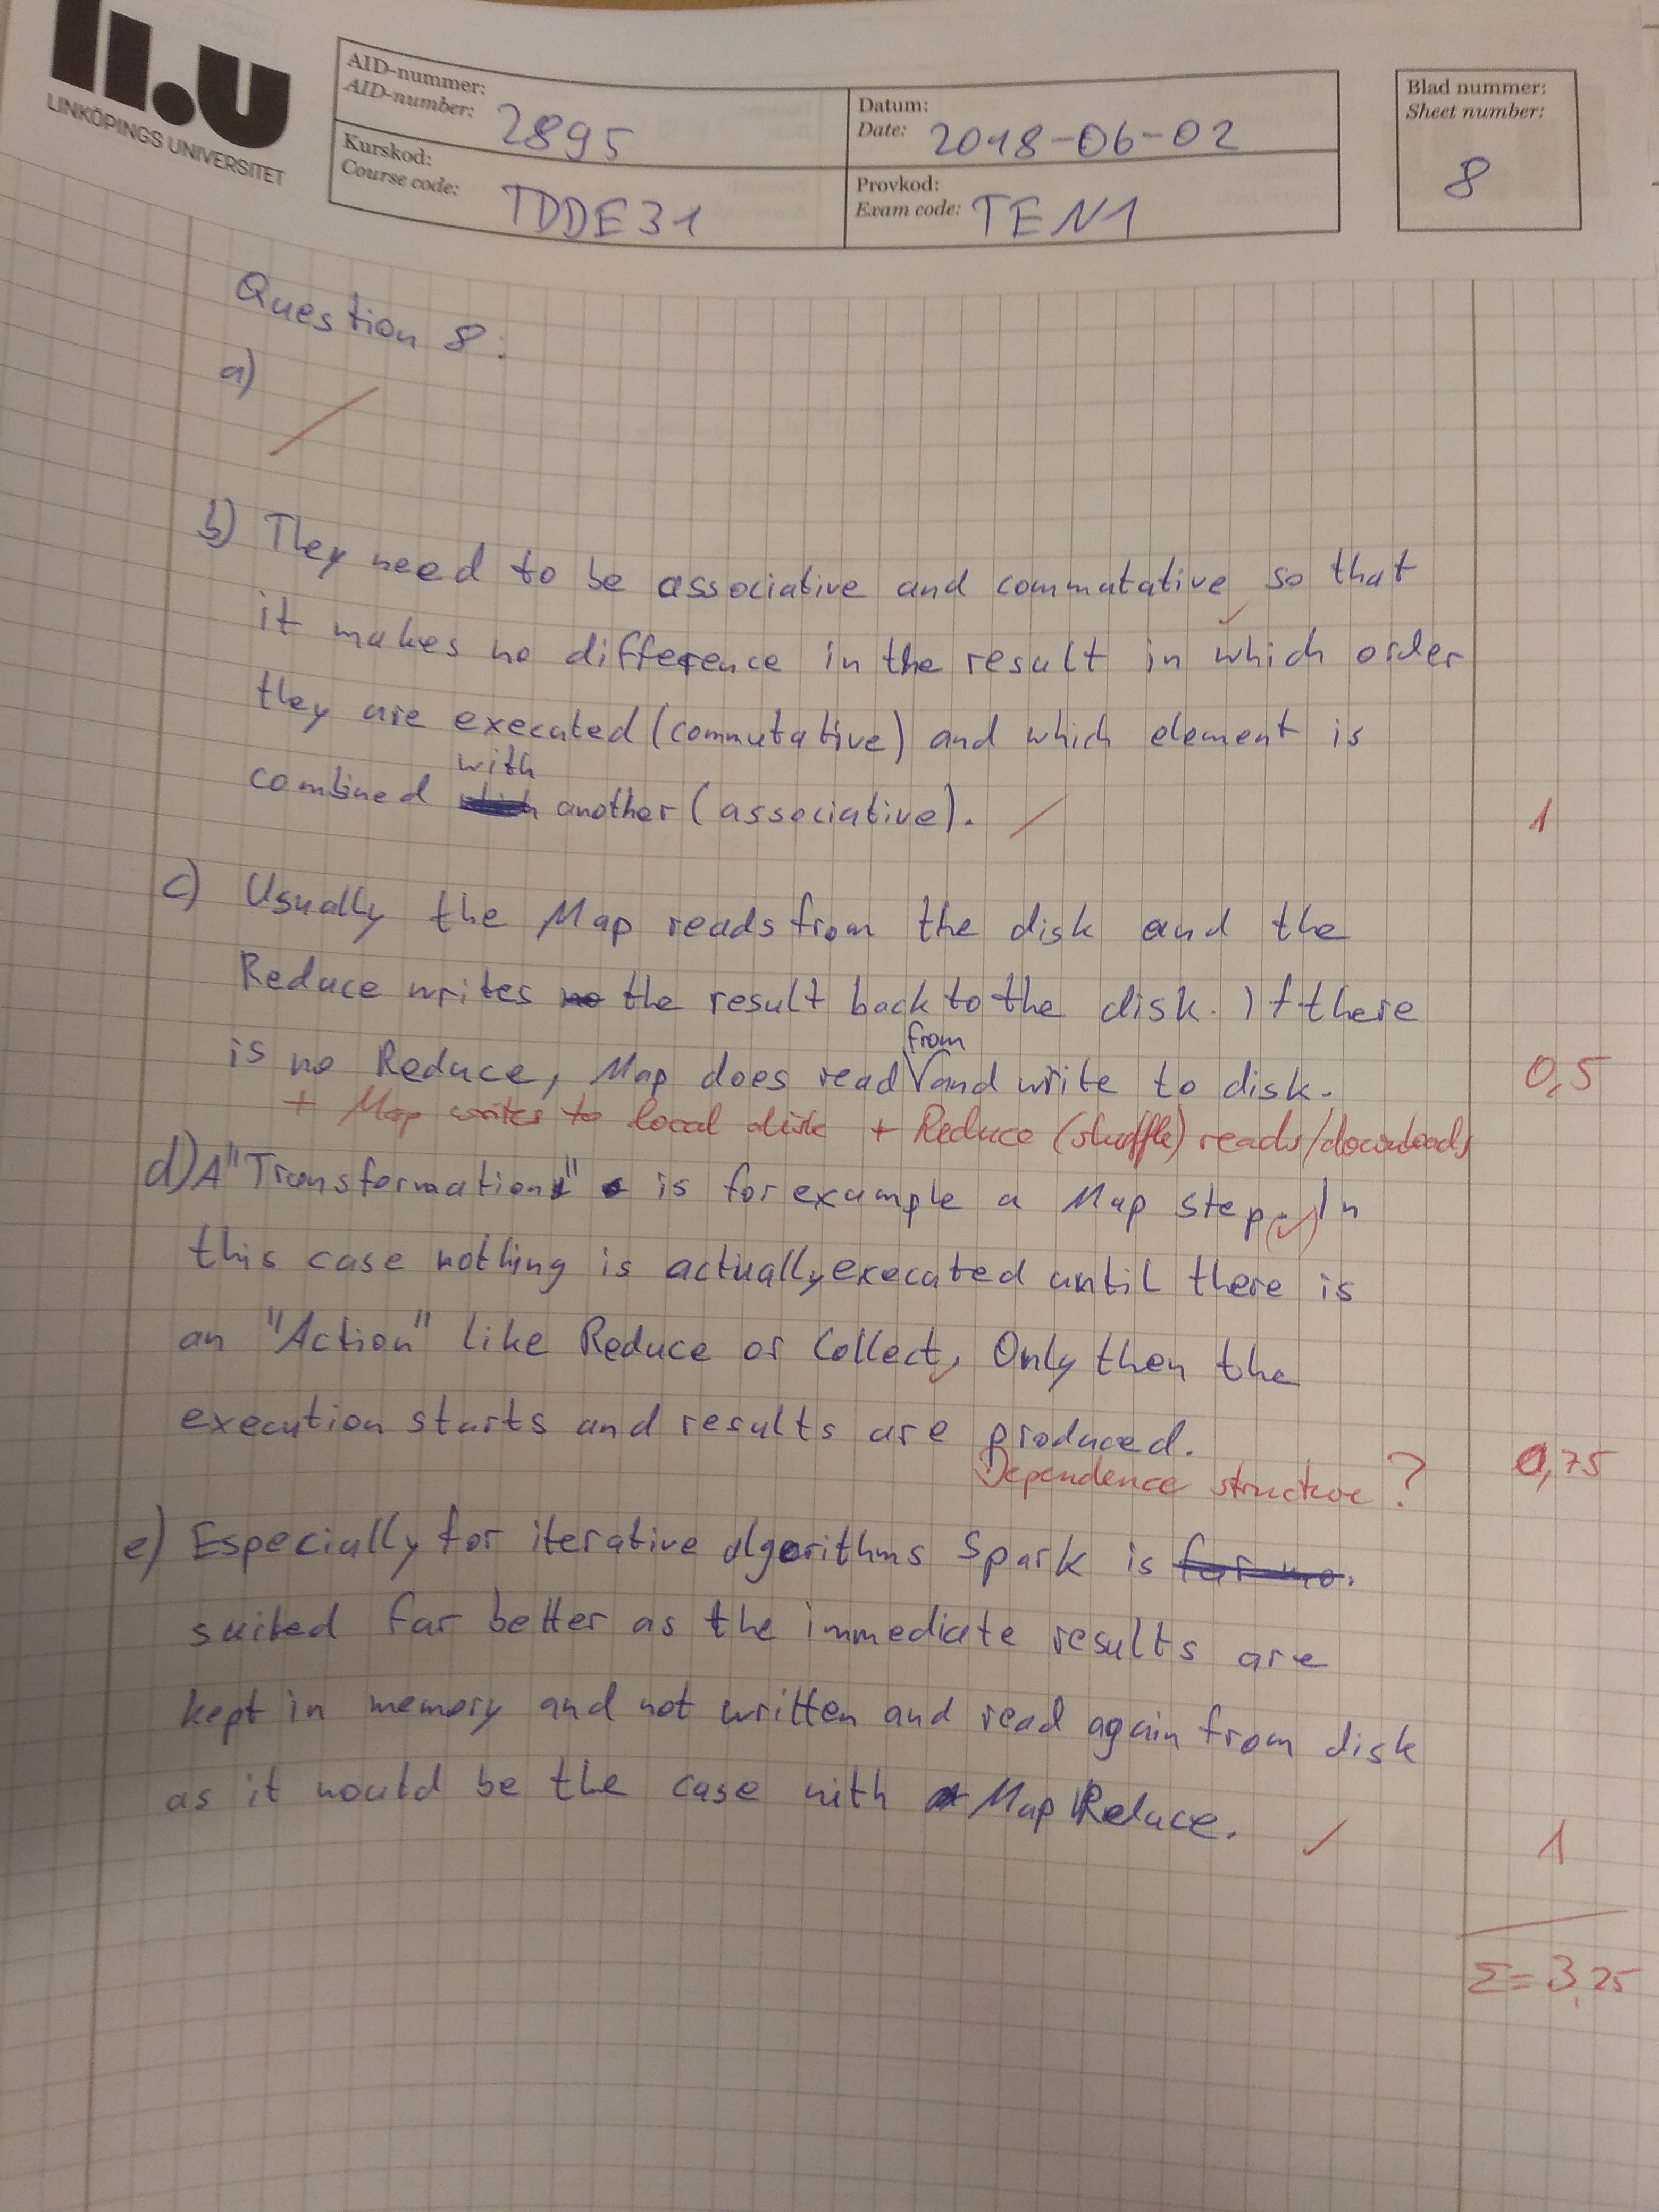 li.u
LINKÖPINGS UNIVERSITET
AID-nummer:
AID-number: 2895
Datum:
Date: 2018-06-02
Blad nummer:
Sheet number:
8
Kurskod:
Course code: TDDE31
Provkod:
Exam code: TEN1
Question 8:
a)
b) They need to be associative and commutative so that
it makes no difference in the result in which order
they are executed (commutative) and which element is
with
combined another (associative).
1
c) Usually the Map reads from the disk and the
Reduce writes no the result back to the disk. If there
from
is no Reduce, Map does read and write to disk.
0,5
+ Map writes to local disk + Reduce (shuffle) reads/downloads
d) A "Transformation" is for example a Map step. In
this case nothing is actually executed until there is
an "Action" like Reduce or Collect. Only then the
execution starts and results are produced.
Dependence structure?
0,75
e) Especially for iterative algorithms Spark is
suited far better as the immediate results are
kept in memory and not written and read again from disk
as it would be the case with Map Reduce.
1
Σ=3,25